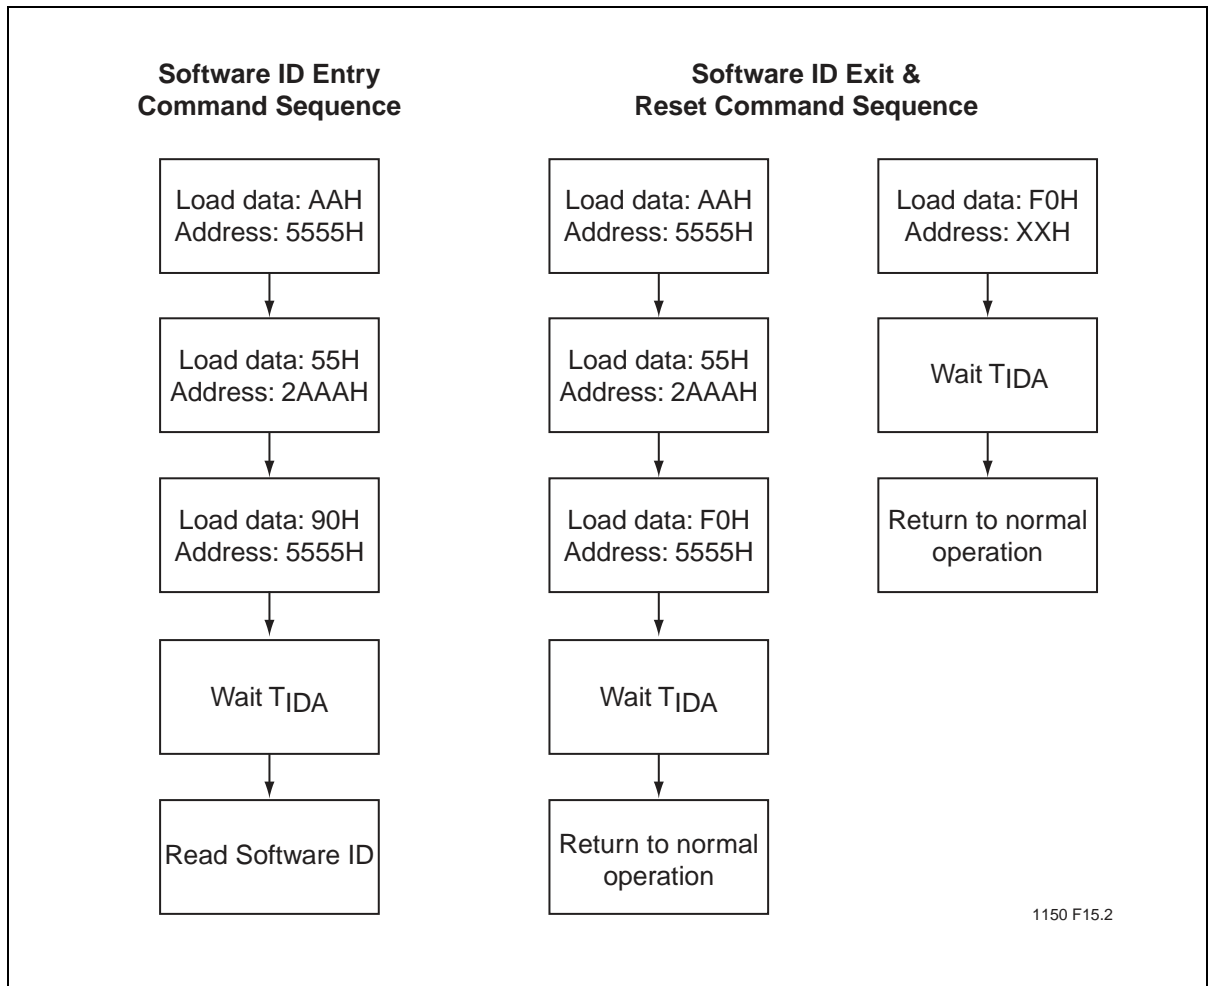 Software ID Entry
Command Sequence
Load data: AAH
Address: 5555H
Load data: 55H
Address: 2AAAH
Load data: 90H
Address: 5555H
Wait TIDA
Read Software ID
Software ID Exit &
Reset Command Sequence
Load data: AAH
Address: 5555H
Load data: 55H
Address: 2AAAH
Load data: F0H
Address: 5555H
Wait TIDA
Return to normal
operation
Load data: F0H
Address: XXH
Wait TIDA
Return to normal
operation
1150 F15.2